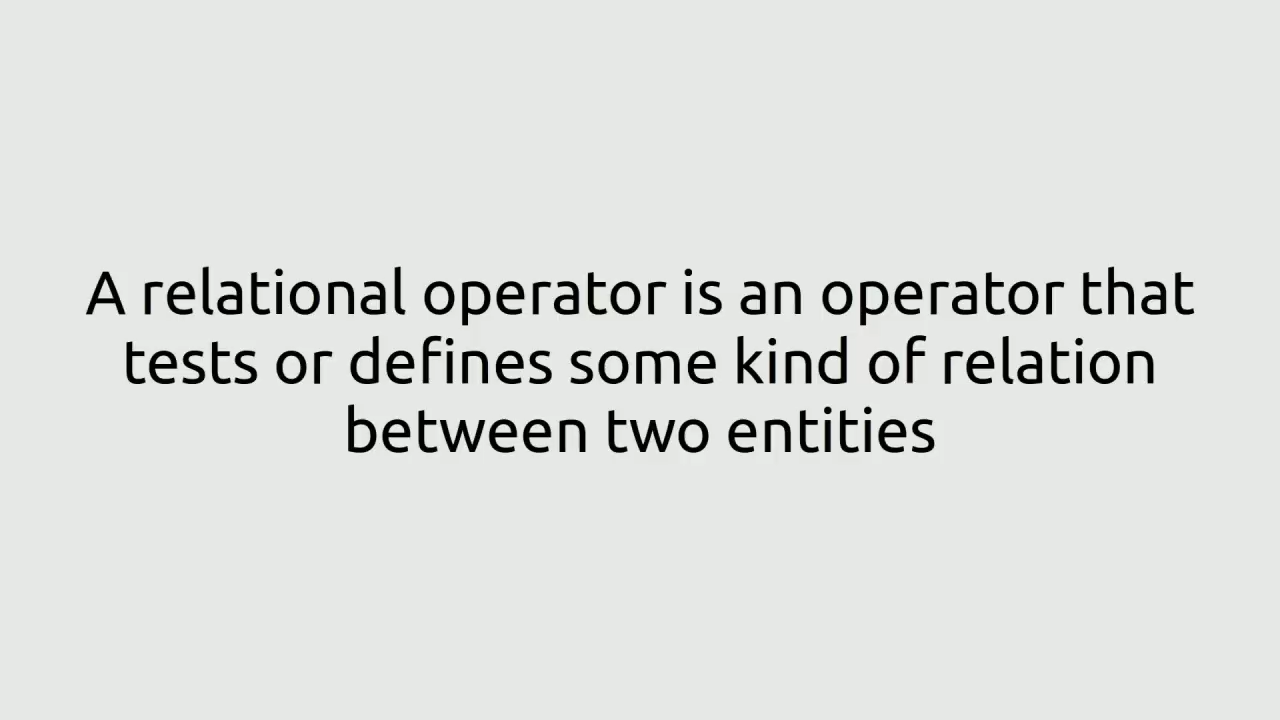 A relational operator is an operator that
tests or defines some kind of relation
between two entities